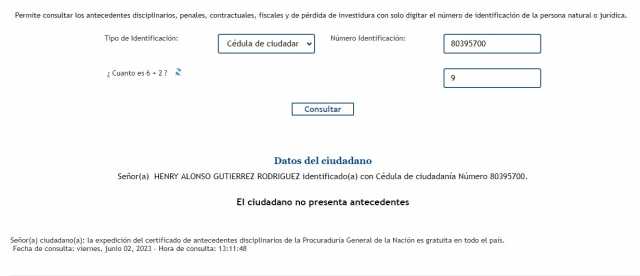 Permite consultar los antecedentes disciplinarios, penales, contractuales, fiscales y de pérdida de investidura con solo digitar el número de identificación de la persona natural o jurídica.
Tipo de Identificación: Cédula de ciudadar Número Identificación: 80395700
¿ Cuanto es 6 + 2 ? 9
Consultar
Datos del ciudadano
Señor(a) HENRY ALONSO GUTIERREZ RODRIGUEZ identificado(a) con Cédula de ciudadanía Número 80395700.
El ciudadano no presenta antecedentes
Señor(a) ciudadano(a): la expedición del certificado de antecedentes disciplinarios de la Procuraduría General de la Nación es gratuita en todo el país.
Fecha de consulta: viernes, junio 02, 2023 - Hora de consulta: 13:11:48